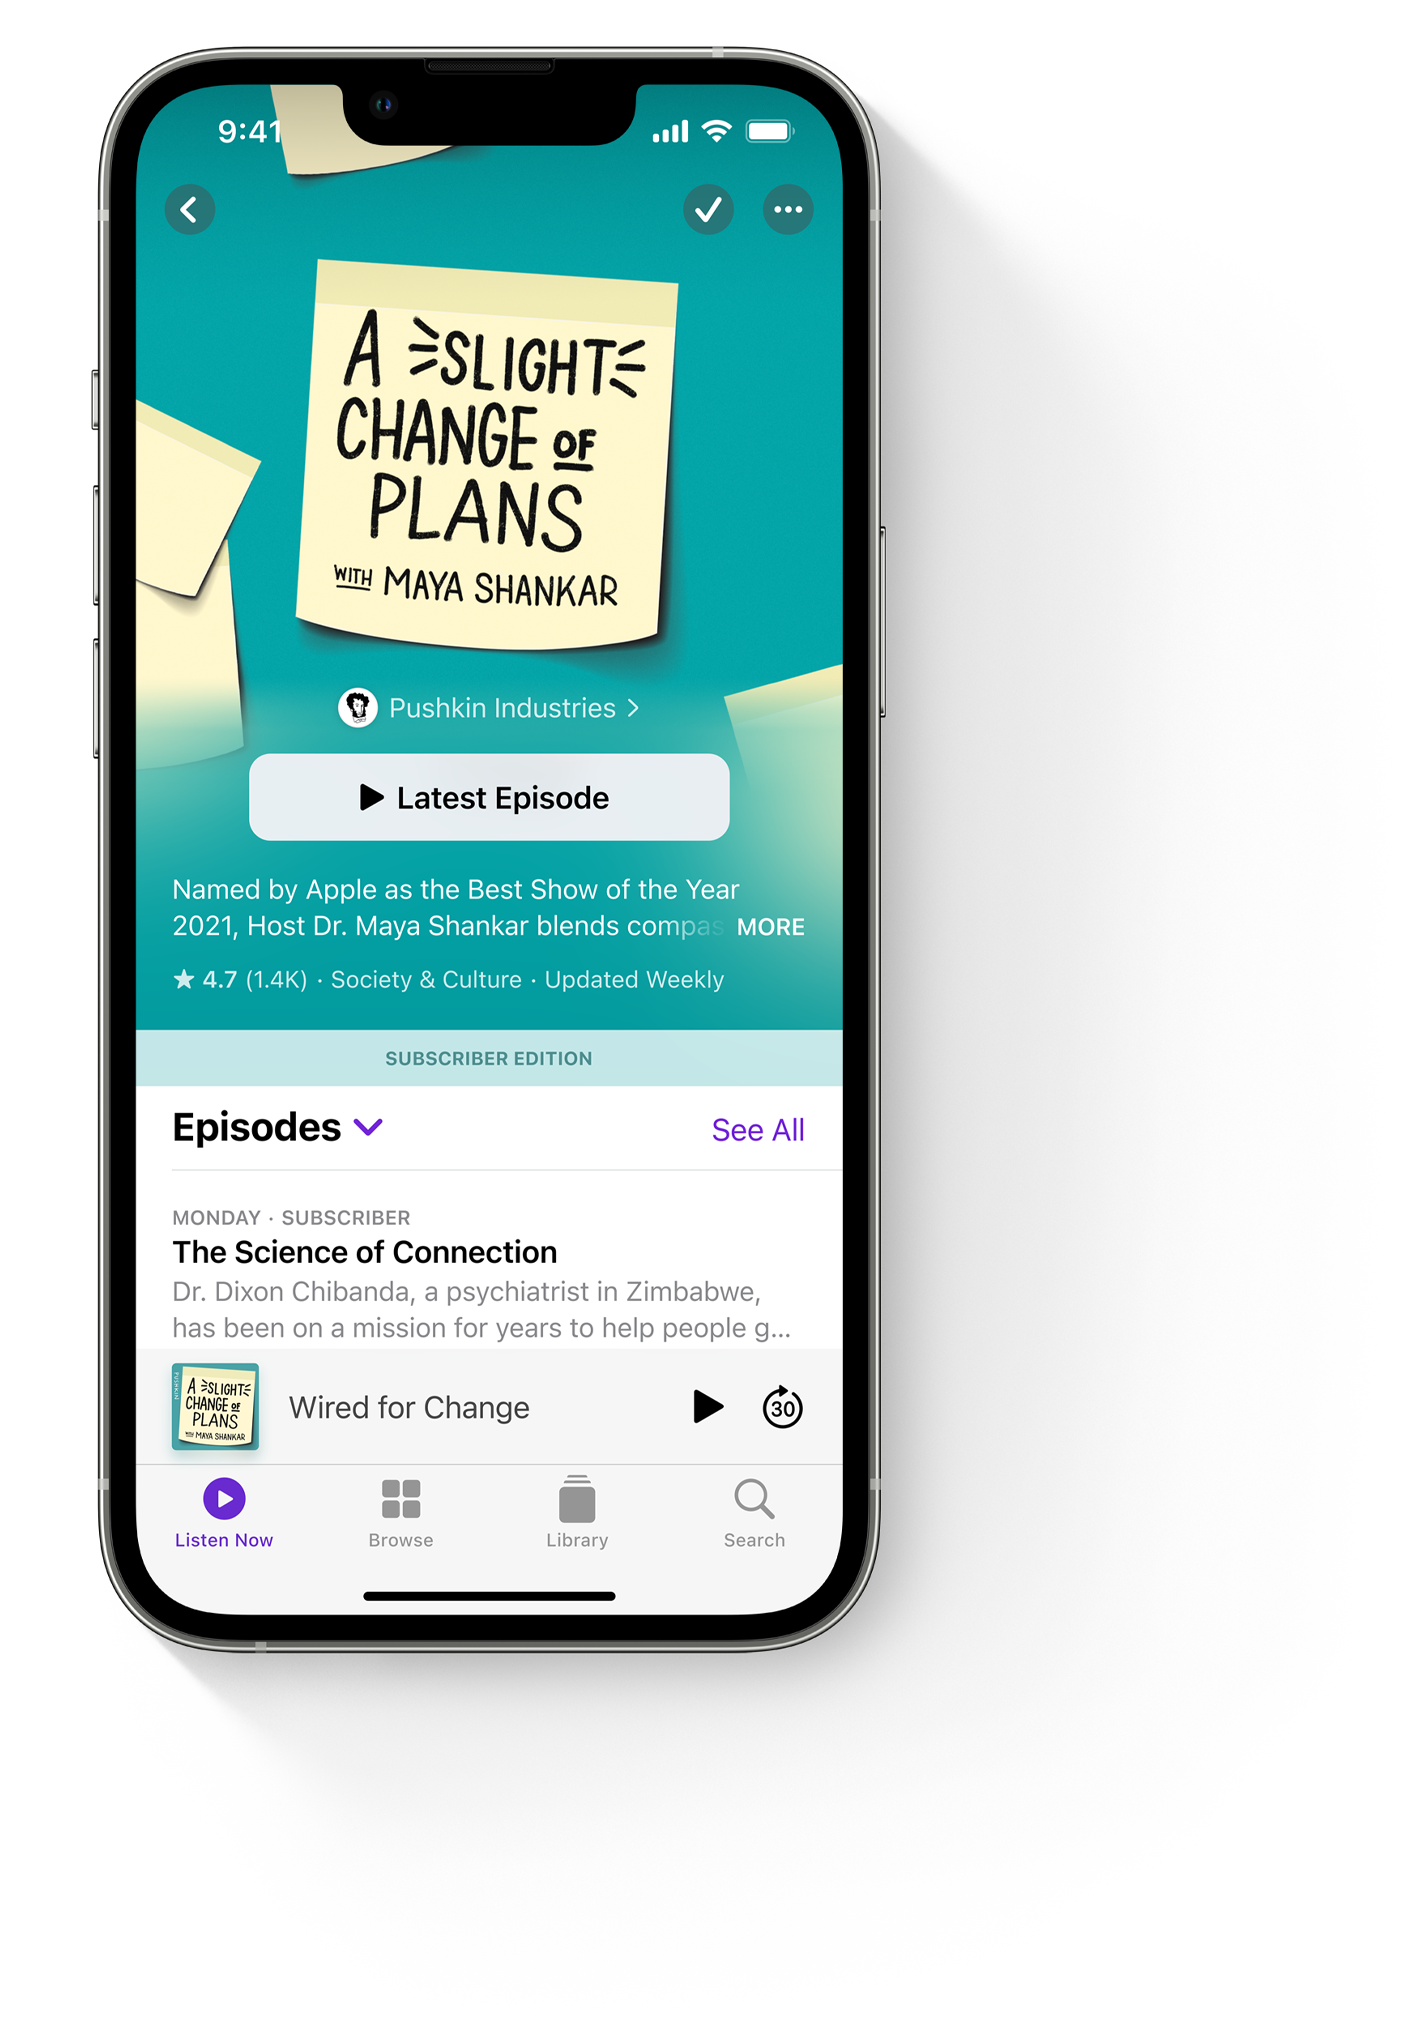 9:41
A SLIGHT
CHANGE OF
PLANS
WITH MAYA SHANKAR
Pushkin Industries
Latest Episode
Named by Apple as the Best Show of the Year
2021, Host Dr. Maya Shankar blends compas MORE
4.7 (1.4K) · Society & Culture · Updated Weekly
SUBSCRIBER EDITION
Episodes
See All
MONDAY · SUBSCRIBER
The Science of Connection
Dr. Dixon Chibanda, a psychiatrist in Zimbabwe,
has been on a mission for years to help people g...
PUSHKIN
A SLIGHT
CHANGE OF
PLANS
WITH MAYA SHANKAR
Wired for Change
30
Listen Now
Browse
Library
Search